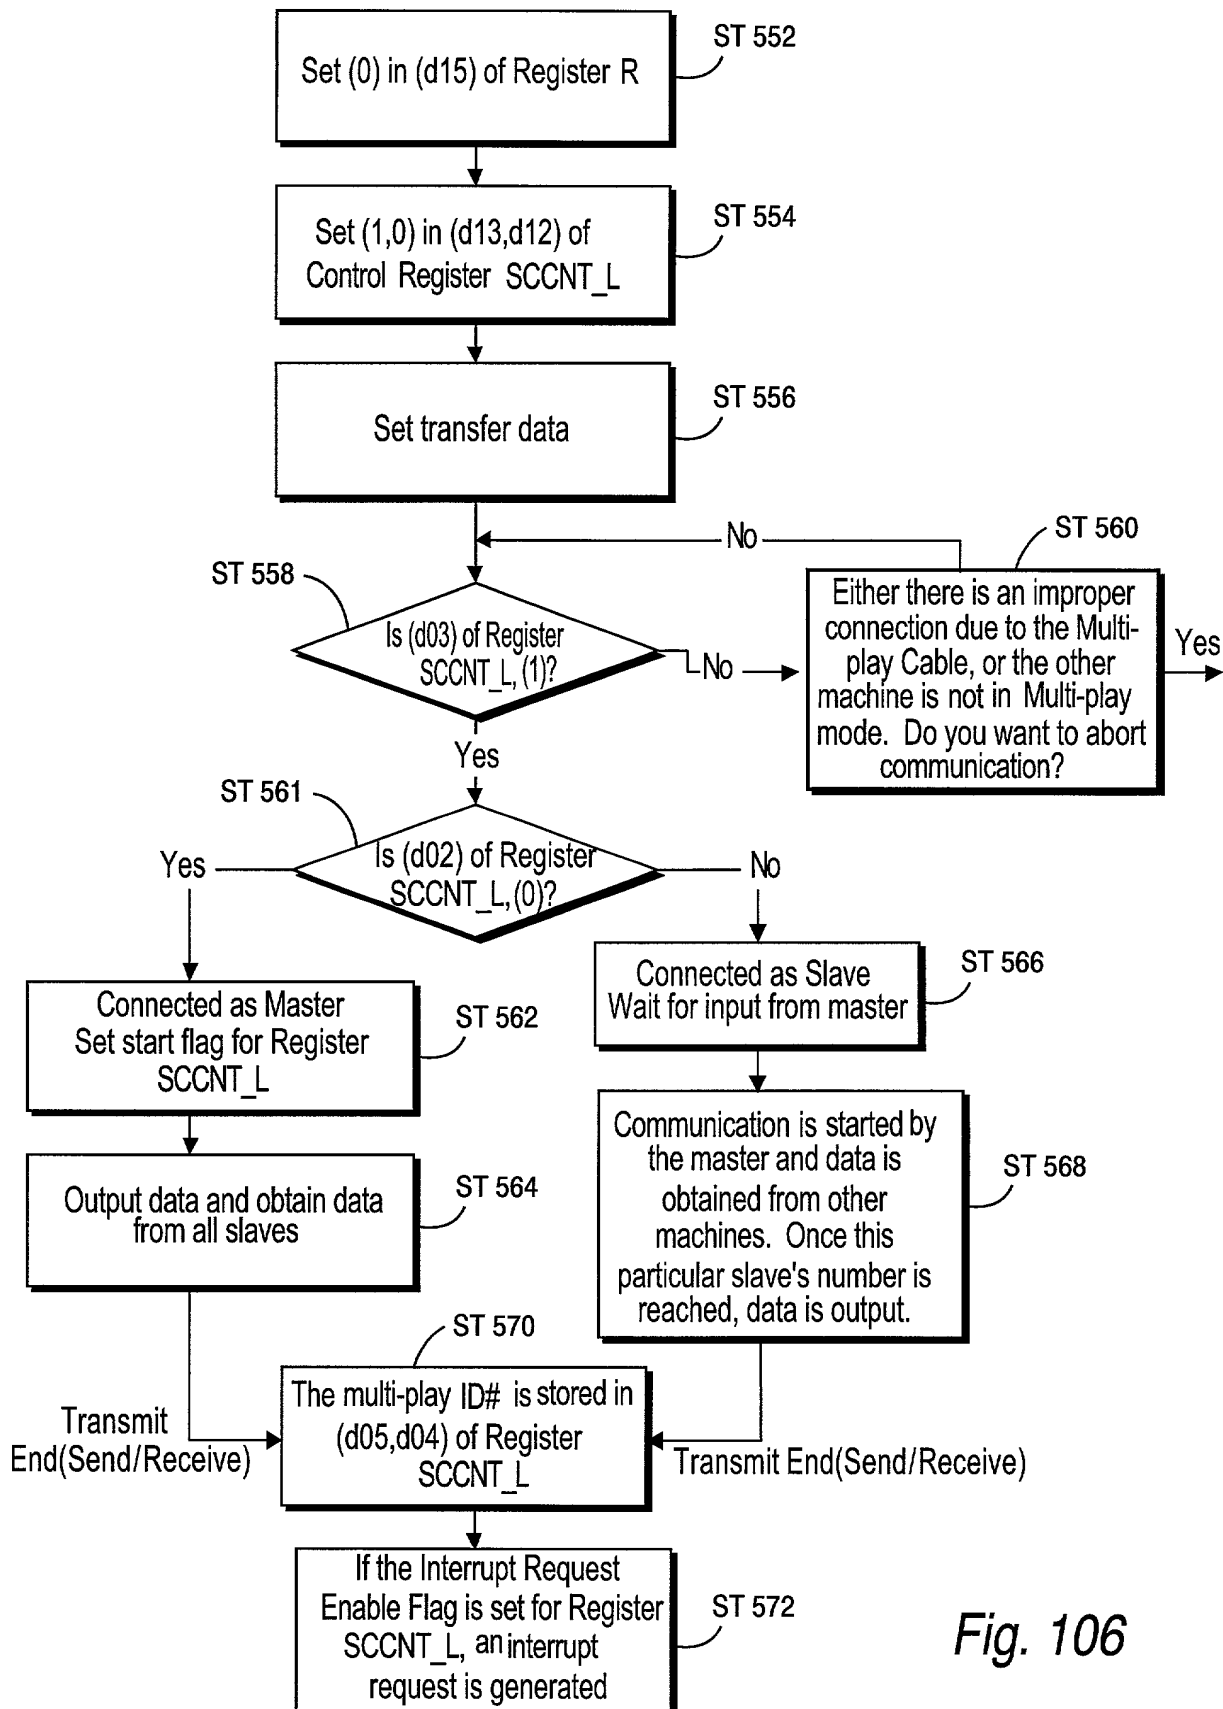 Set (0) in (d15) of Register R
ST 552
Set (1,0) in (d13,d12) of
Control Register SCCNT_L
ST 554
Set transfer data
ST 556
No
ST 560
Either there is an improper
connection due to the Multi-
play Cable, or the other
machine is not in Multi-play
mode. Do you want to abort
communication?
Yes
ST 558
Is (d03) of Register
SCCNT_L, (1)?
No
Yes
ST 561
Is (d02) of Register
SCCNT_L, (0)?
Yes
No
Connected as Master
Set start flag for Register
SCCNT_L
ST 562
Connected as Slave
Wait for input from master
ST 566
Output data and obtain data
from all slaves
ST 564
Communication is started by
the master and data is
obtained from other
machines. Once this
particular slave's number is
reached, data is output.
ST 568
ST 570
The multi-play ID# is stored in
(d05,d04) of Register
SCCNT_L
Transmit
End(Send/Receive)
Transmit End(Send/Receive)
If the Interrupt Request
Enable Flag is set for Register
SCCNT_L, an interrupt
request is generated
ST 572
Fig. 106